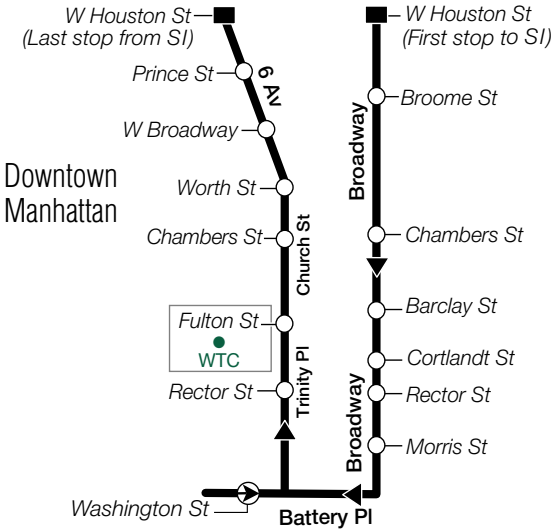 W Houston St
(Last stop from SI)
W Houston St
(First stop to SI)
Prince St
6 Av
Broome St
W Broadway
Broadway
Downtown
Manhattan
Worth St
Chambers St
Church St
Chambers St
Fulton St
WTC
Barclay St
Cortlandt St
Trinity Pl
Rector St
Rector St
Broadway
Morris St
Washington St
Battery Pl